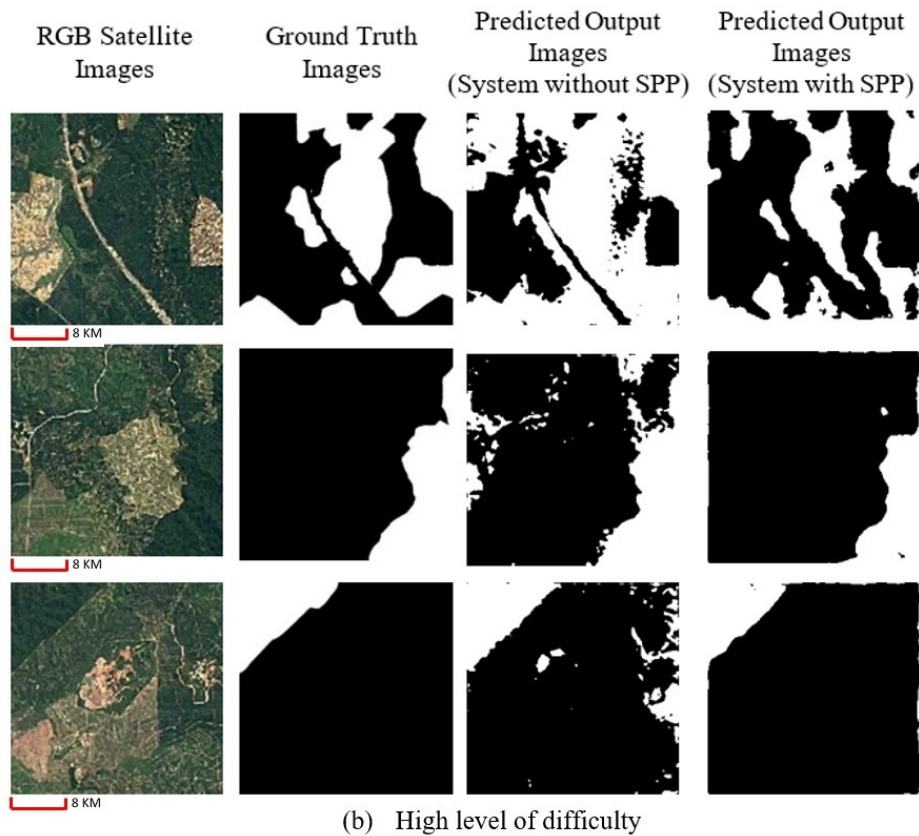 RGB Satellite
Images
Ground Truth
Images
Predicted Output
Images
(System without SPP)
Predicted Output
Images
(System with SPP)
8 KM
8 KM
8 KM
(b) High level of difficulty